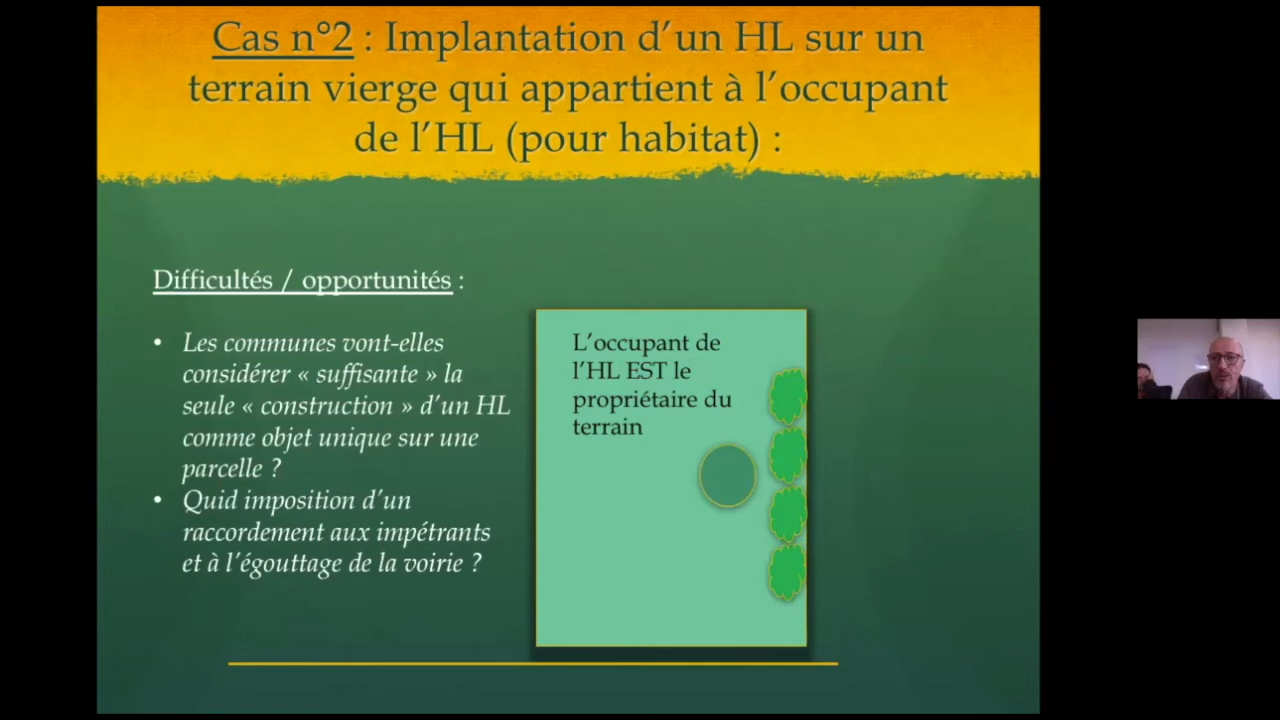 Cas n°2 : Implantation d’un HL sur un
terrain vierge qui appartient à l’occupant
de l’HL (pour habitat) :
Difficultés / opportunités :
• Les communes vont-elles
considérer « suffisante » la
seule « construction » d’un HL
comme objet unique sur une
parcelle ?
• Quid imposition d’un
raccordement aux impétrants
et à l’égouttage de la voirie ?
L’occupant de
l’HL EST le
propriétaire du
terrain